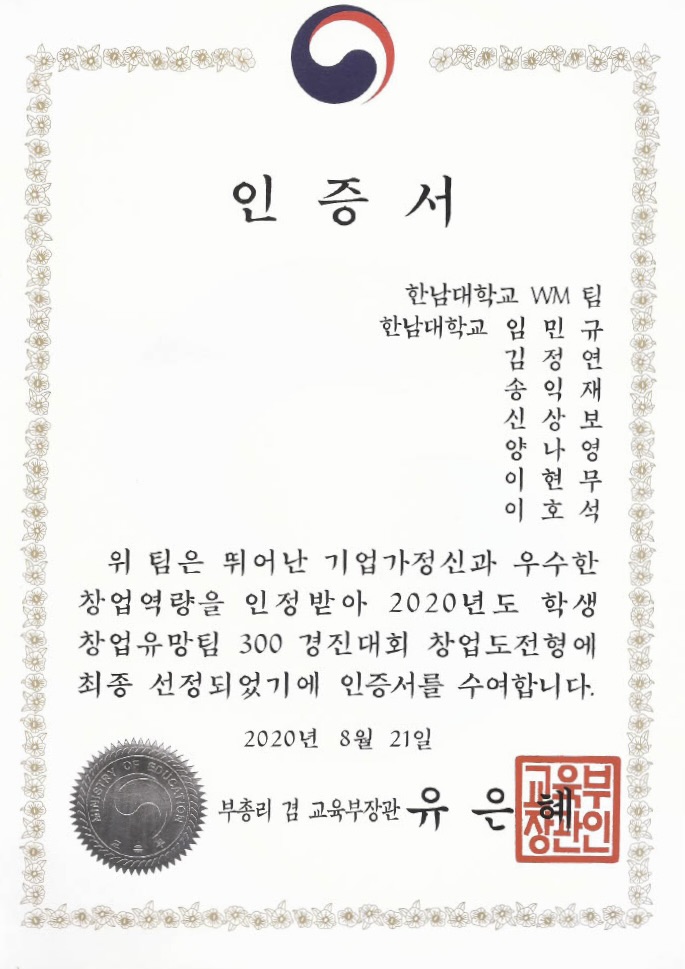 인 증 서
한남대학교 WM 팀
한남대학교 임 민 규
김 정 연
송 익 재
신 상 보
양 나 영
이 현 무
이 호 석
위 팀은 뛰어난 기업가정신과 우수한
창업역량을 인정받아 2020년도 학생
창업유망팀 300 경진대회 창업도전형에
최종 선정되었기에 인증서를 수여합니다.
2020년 8월 21일
MINISTRY OF EDUCATION
교육부
부총리 겸 교육부장관 유 은 혜
교육부
장관인